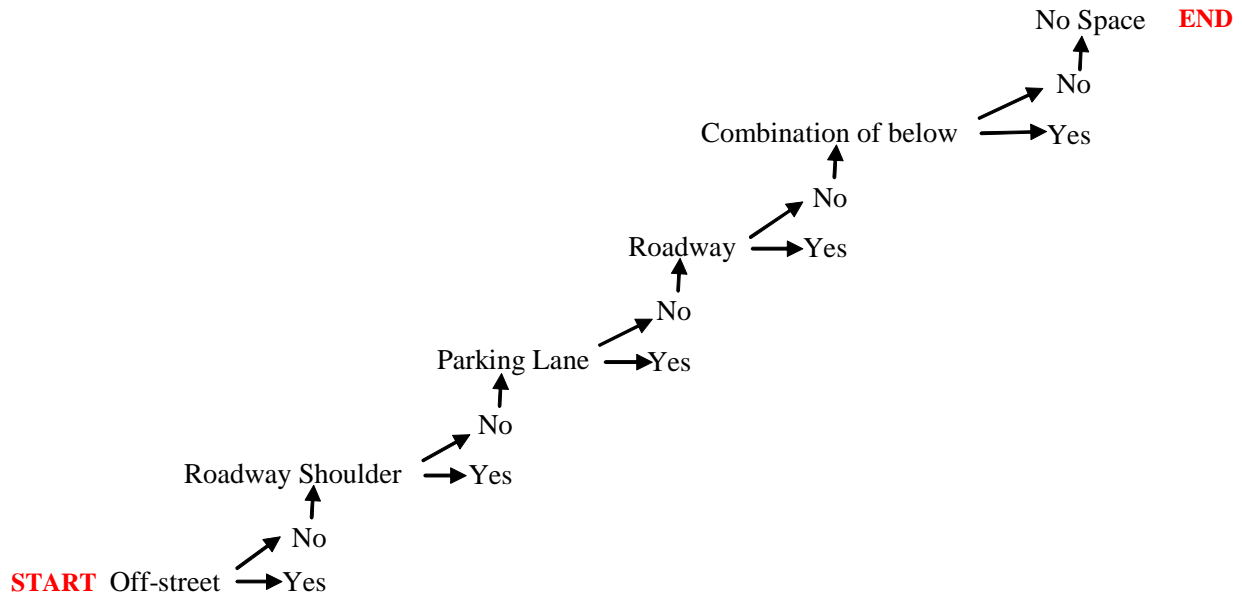 No Space END
No
Combination of below Yes
No
Roadway Yes
No
Parking Lane Yes
No
Roadway Shoulder Yes
No
START Off-street Yes